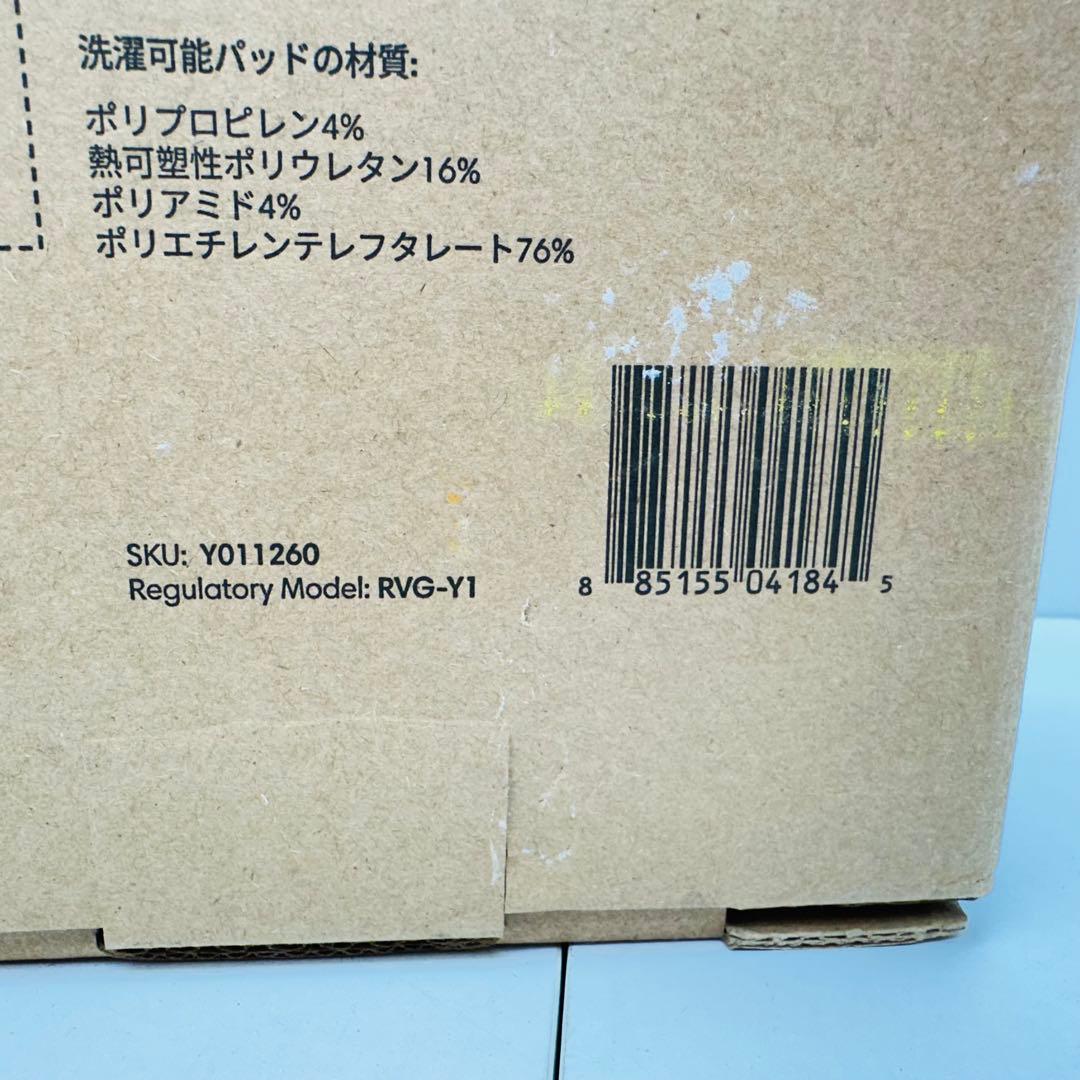 洗濯可能パッドの材質:
ポリプロピレン4%
熱可塑性ポリウレタン16%
ポリアミド4%
ポリエチレンテレフタレート76%
SKU: Y011260
Regulatory Model: RVG-Y1
8 85155 04184 5